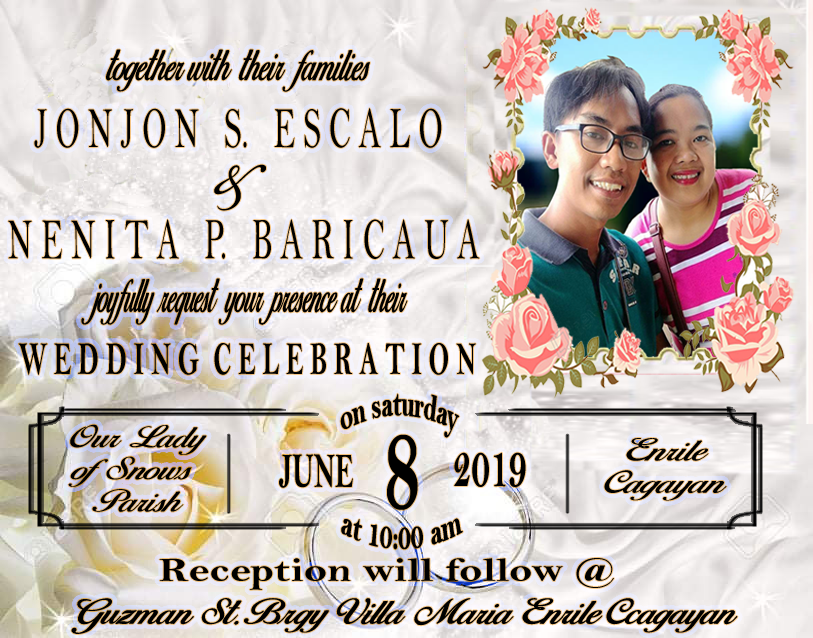 together with their families
JONJON S. ESCALO
&
NENITA P. BARICAUA
joyfully request your presence at their
WEDDING CELEBRATION
Our Lady
of Snows
Parish
on saturday
JUNE 8 2019
at 10:00 am
Enrile
Cagayan
Reception will follow @
Guzman St. Brgy Villa Maria Enrile Ccagayan